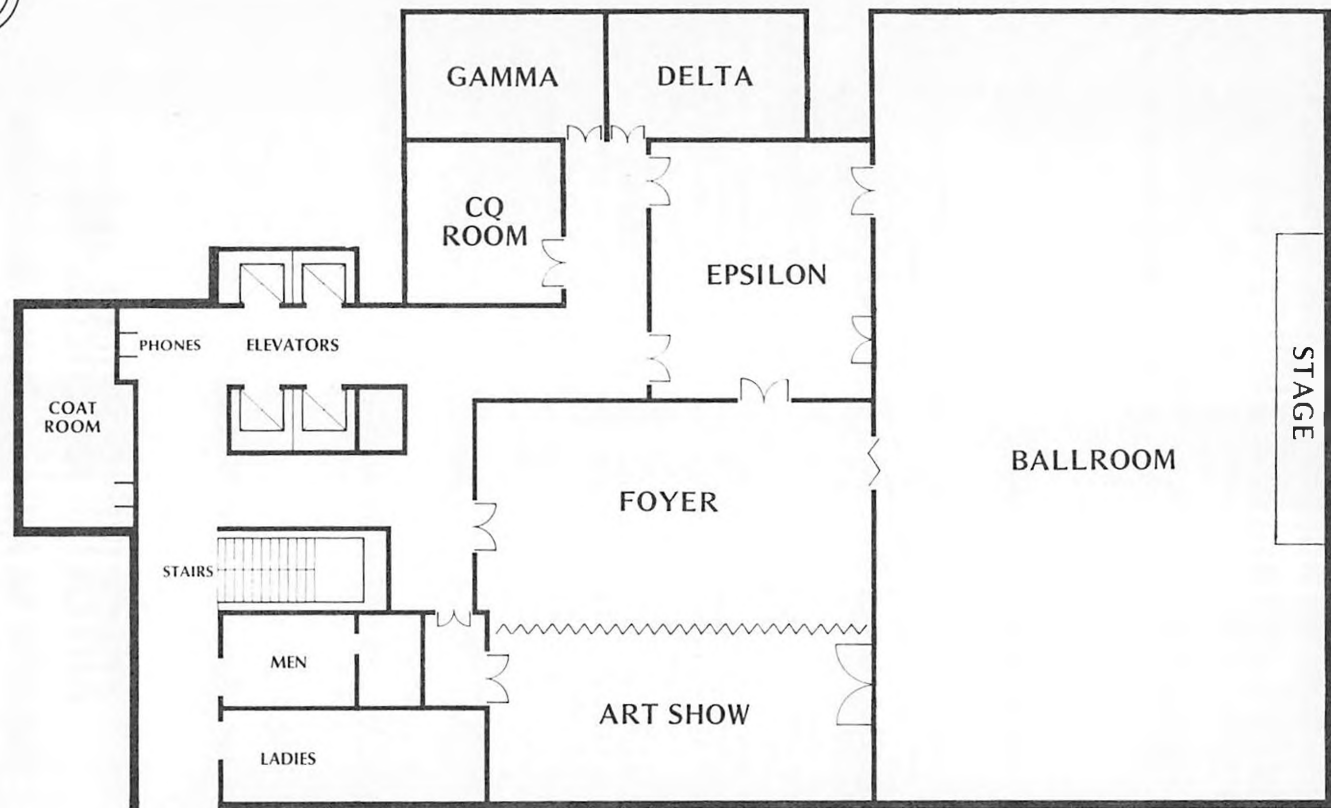 GAMMA
DELTA
CQ
ROOM
EPSILON
PHONES
ELEVATORS
COAT
ROOM
STAGE
BALLROOM
FOYER
STAIRS
MEN
ART SHOW
LADIES